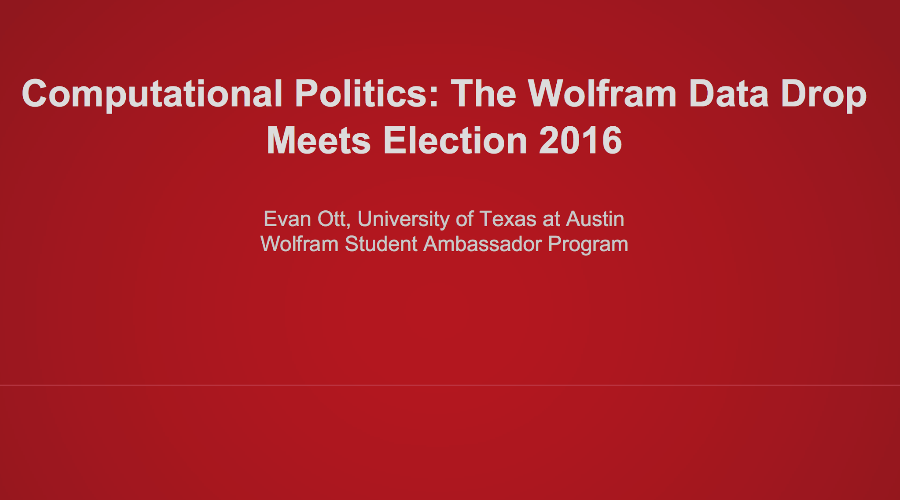 Computational Politics: The Wolfram Data Drop
Meets Election 2016
Evan Ott, University of Texas at Austin
Wolfram Student Ambassador Program